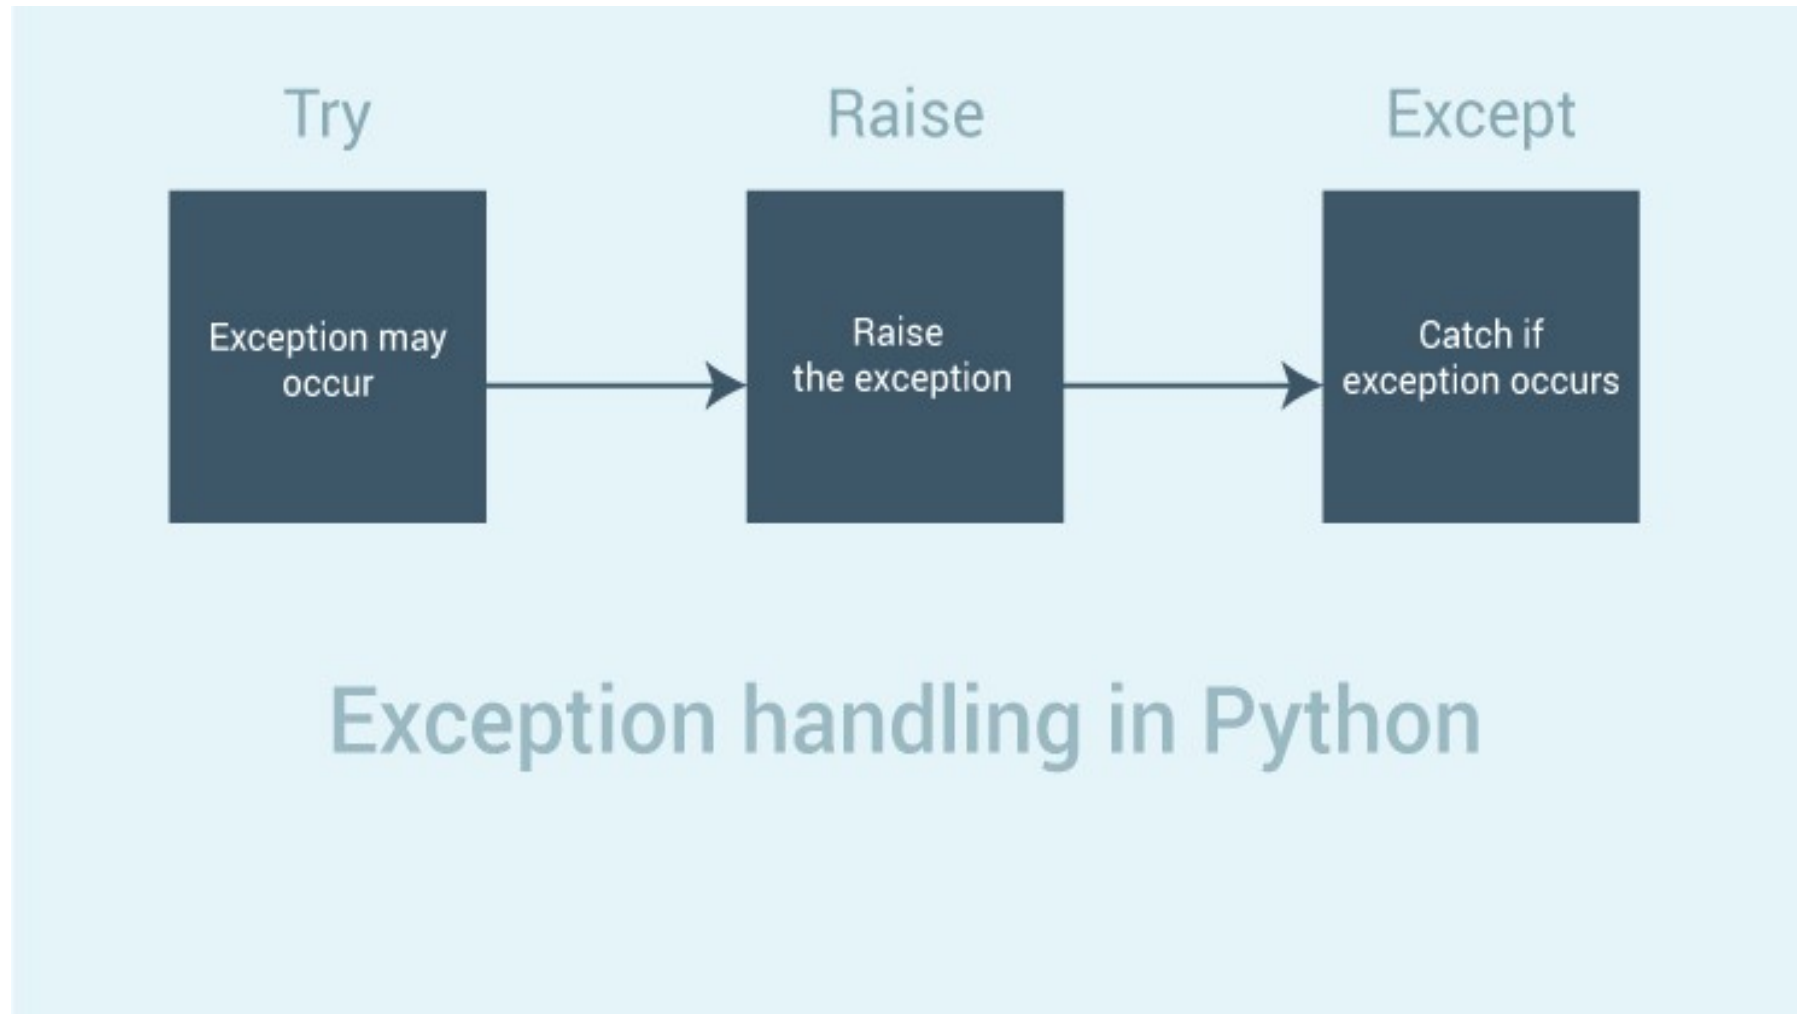 Try
Raise
Except
Exception may
occur
Raise
the exception
Catch if
exception occurs
Exception handling in Python